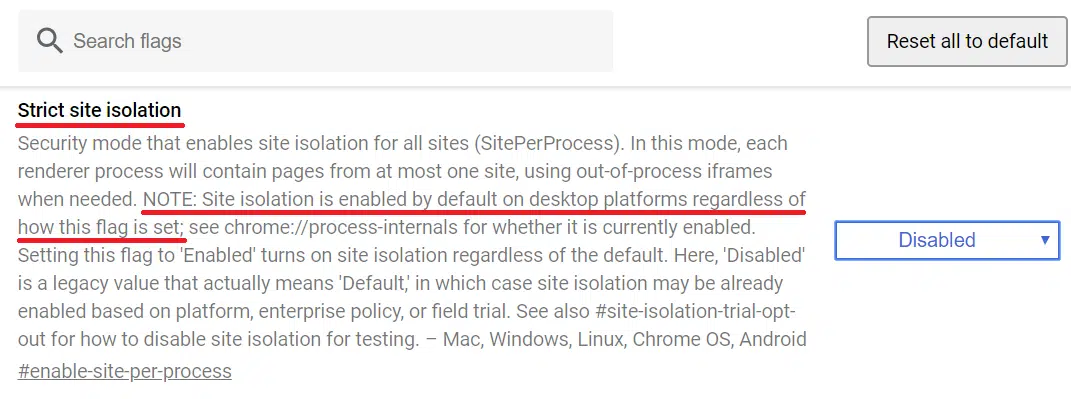 Search flags
Reset all to default
Strict site isolation
Security mode that enables site isolation for all sites (SitePerProcess). In this mode, each
renderer process will contain pages from at most one site, using out-of-process iframes
when needed. NOTE: Site isolation is enabled by default on desktop platforms regardless of
how this flag is set; see chrome://process-internals for whether it is currently enabled.
Setting this flag to 'Enabled' turns on site isolation regardless of the default. Here, 'Disabled'
is a legacy value that actually means 'Default,' in which case site isolation may be already
enabled based on platform, enterprise policy, or field trial. See also #site-isolation-trial-opt-
out for how to disable site isolation for testing. – Mac, Windows, Linux, Chrome OS, Android
#enable-site-per-process
Disabled